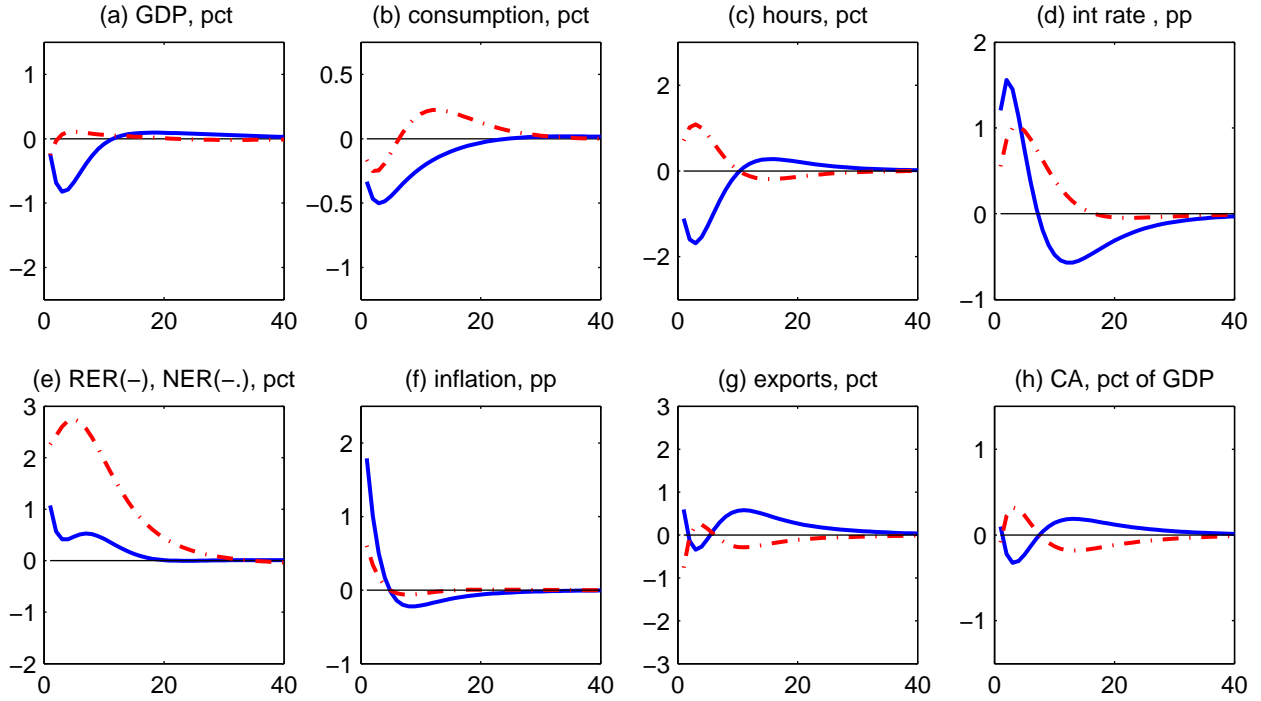 (a) GDP, pct
1
0
−1
−2
0 20 40
(b) consumption, pct
0.5
0
−0.5
−1
0 20 40
(c) hours, pct
2
0
−2
0 20 40
(d) int rate , pp
2
1
0
−1
0 20 40
(e) RER(−), NER(−.), pct
3
2
1
0
−1
−2
0 20 40
(f) inflation, pp
2
1
0
−1
0 20 40
(g) exports, pct
3
2
1
0
−1
−2
−3
0 20 40
(h) CA, pct of GDP
1
0
−1
0 20 40